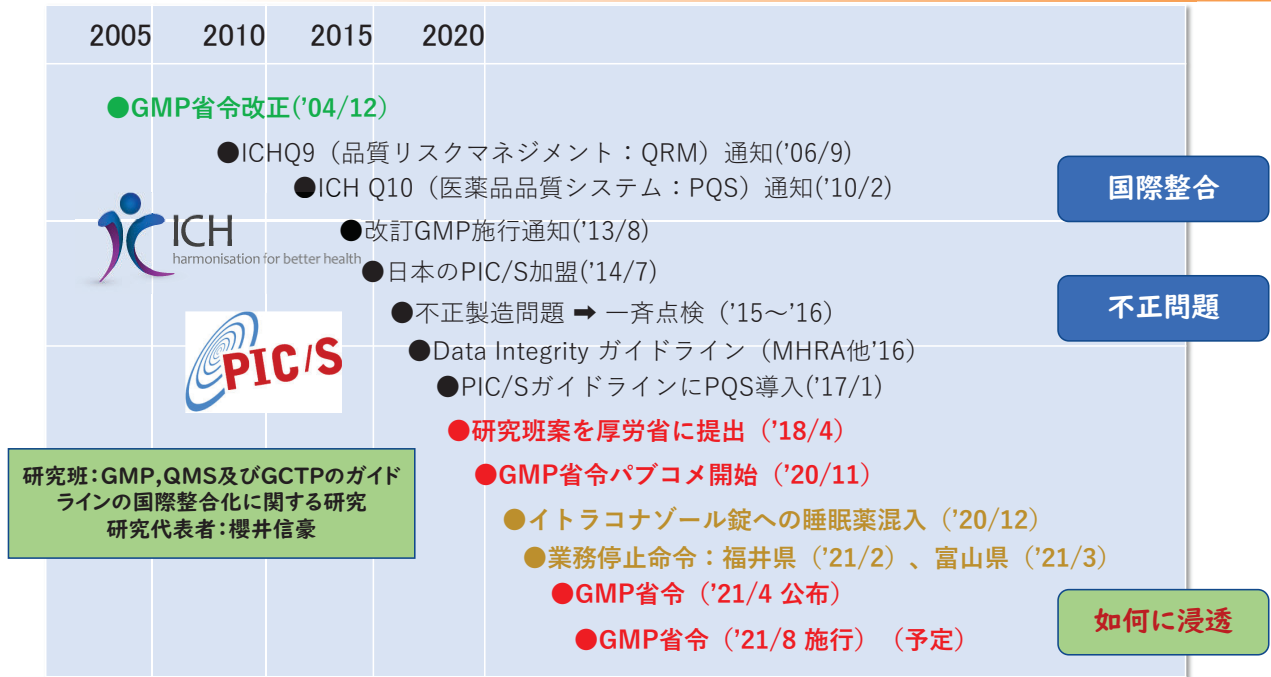 2005 2010 2015 2020
●GMP省令改正('04/12)
●ICHQ9（品質リスクマネジメント：QRM）通知('06/9)
●ICH Q10（医薬品品質システム：PQS）通知('10/2)
国際整合
ICH
harmonisation for better health
●改訂GMP施行通知('13/8)
●日本のPIC/S加盟('14/7)
●不正製造問題 ➡ 一斉点検（'15～'16）
不正問題
PIC/S
●Data Integrity ガイドライン（MHRA他'16）
●PIC/SガイドラインにPQS導入('17/1)
●研究班案を厚労省に提出（'18/4）
研究班：GMP,QMS及びGCTPのガイド
ラインの国際整合化に関する研究
研究代表者：櫻井信豪
●GMP省令パブコメ開始（'20/11）
●イトラコナゾール錠への睡眠薬混入（'20/12）
●業務停止命令：福井県（'21/2）、富山県（'21/3）
●GMP省令（'21/4 公布）
如何に浸透
●GMP省令（'21/8 施行）（予定）